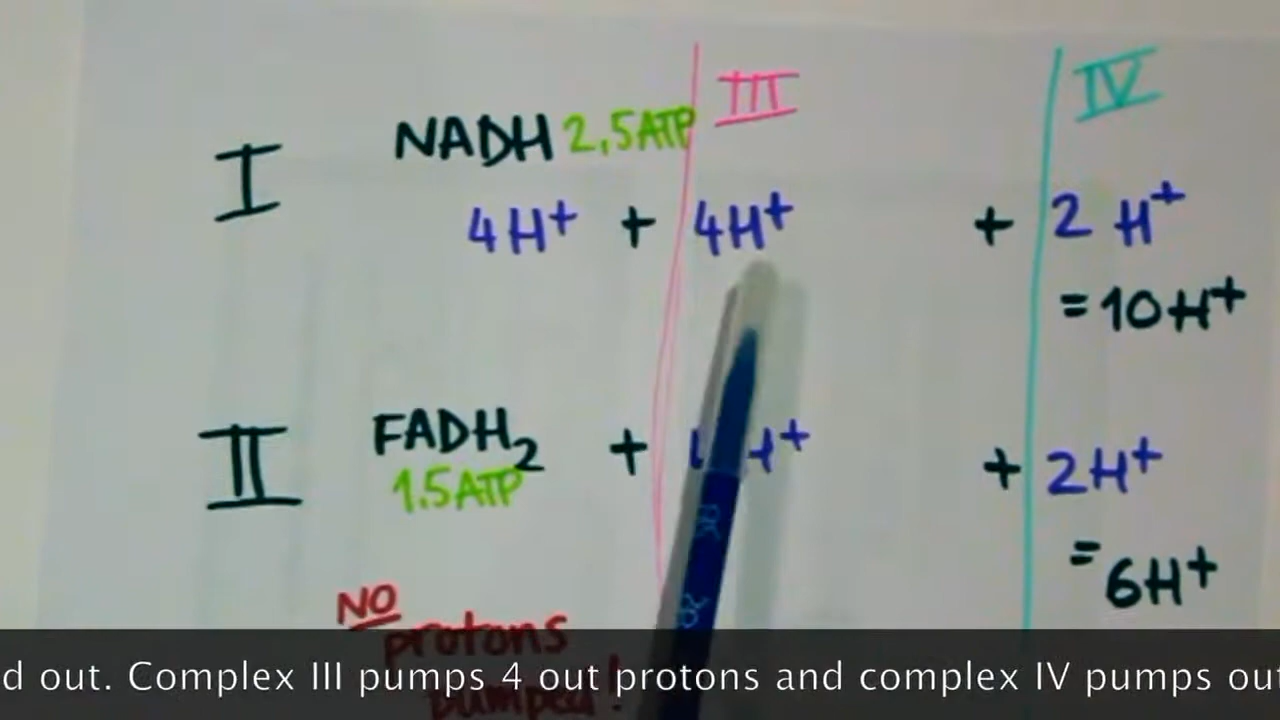 III IV
I NADH 2,5ATP
4H+ + 4H+ + 2 H+
=10H+
II FADH2 + H+ + 2H+
1.5ATP
=6H+
NO
protons
pumped!
d out. Complex III pumps 4 out protons and complex IV pumps out